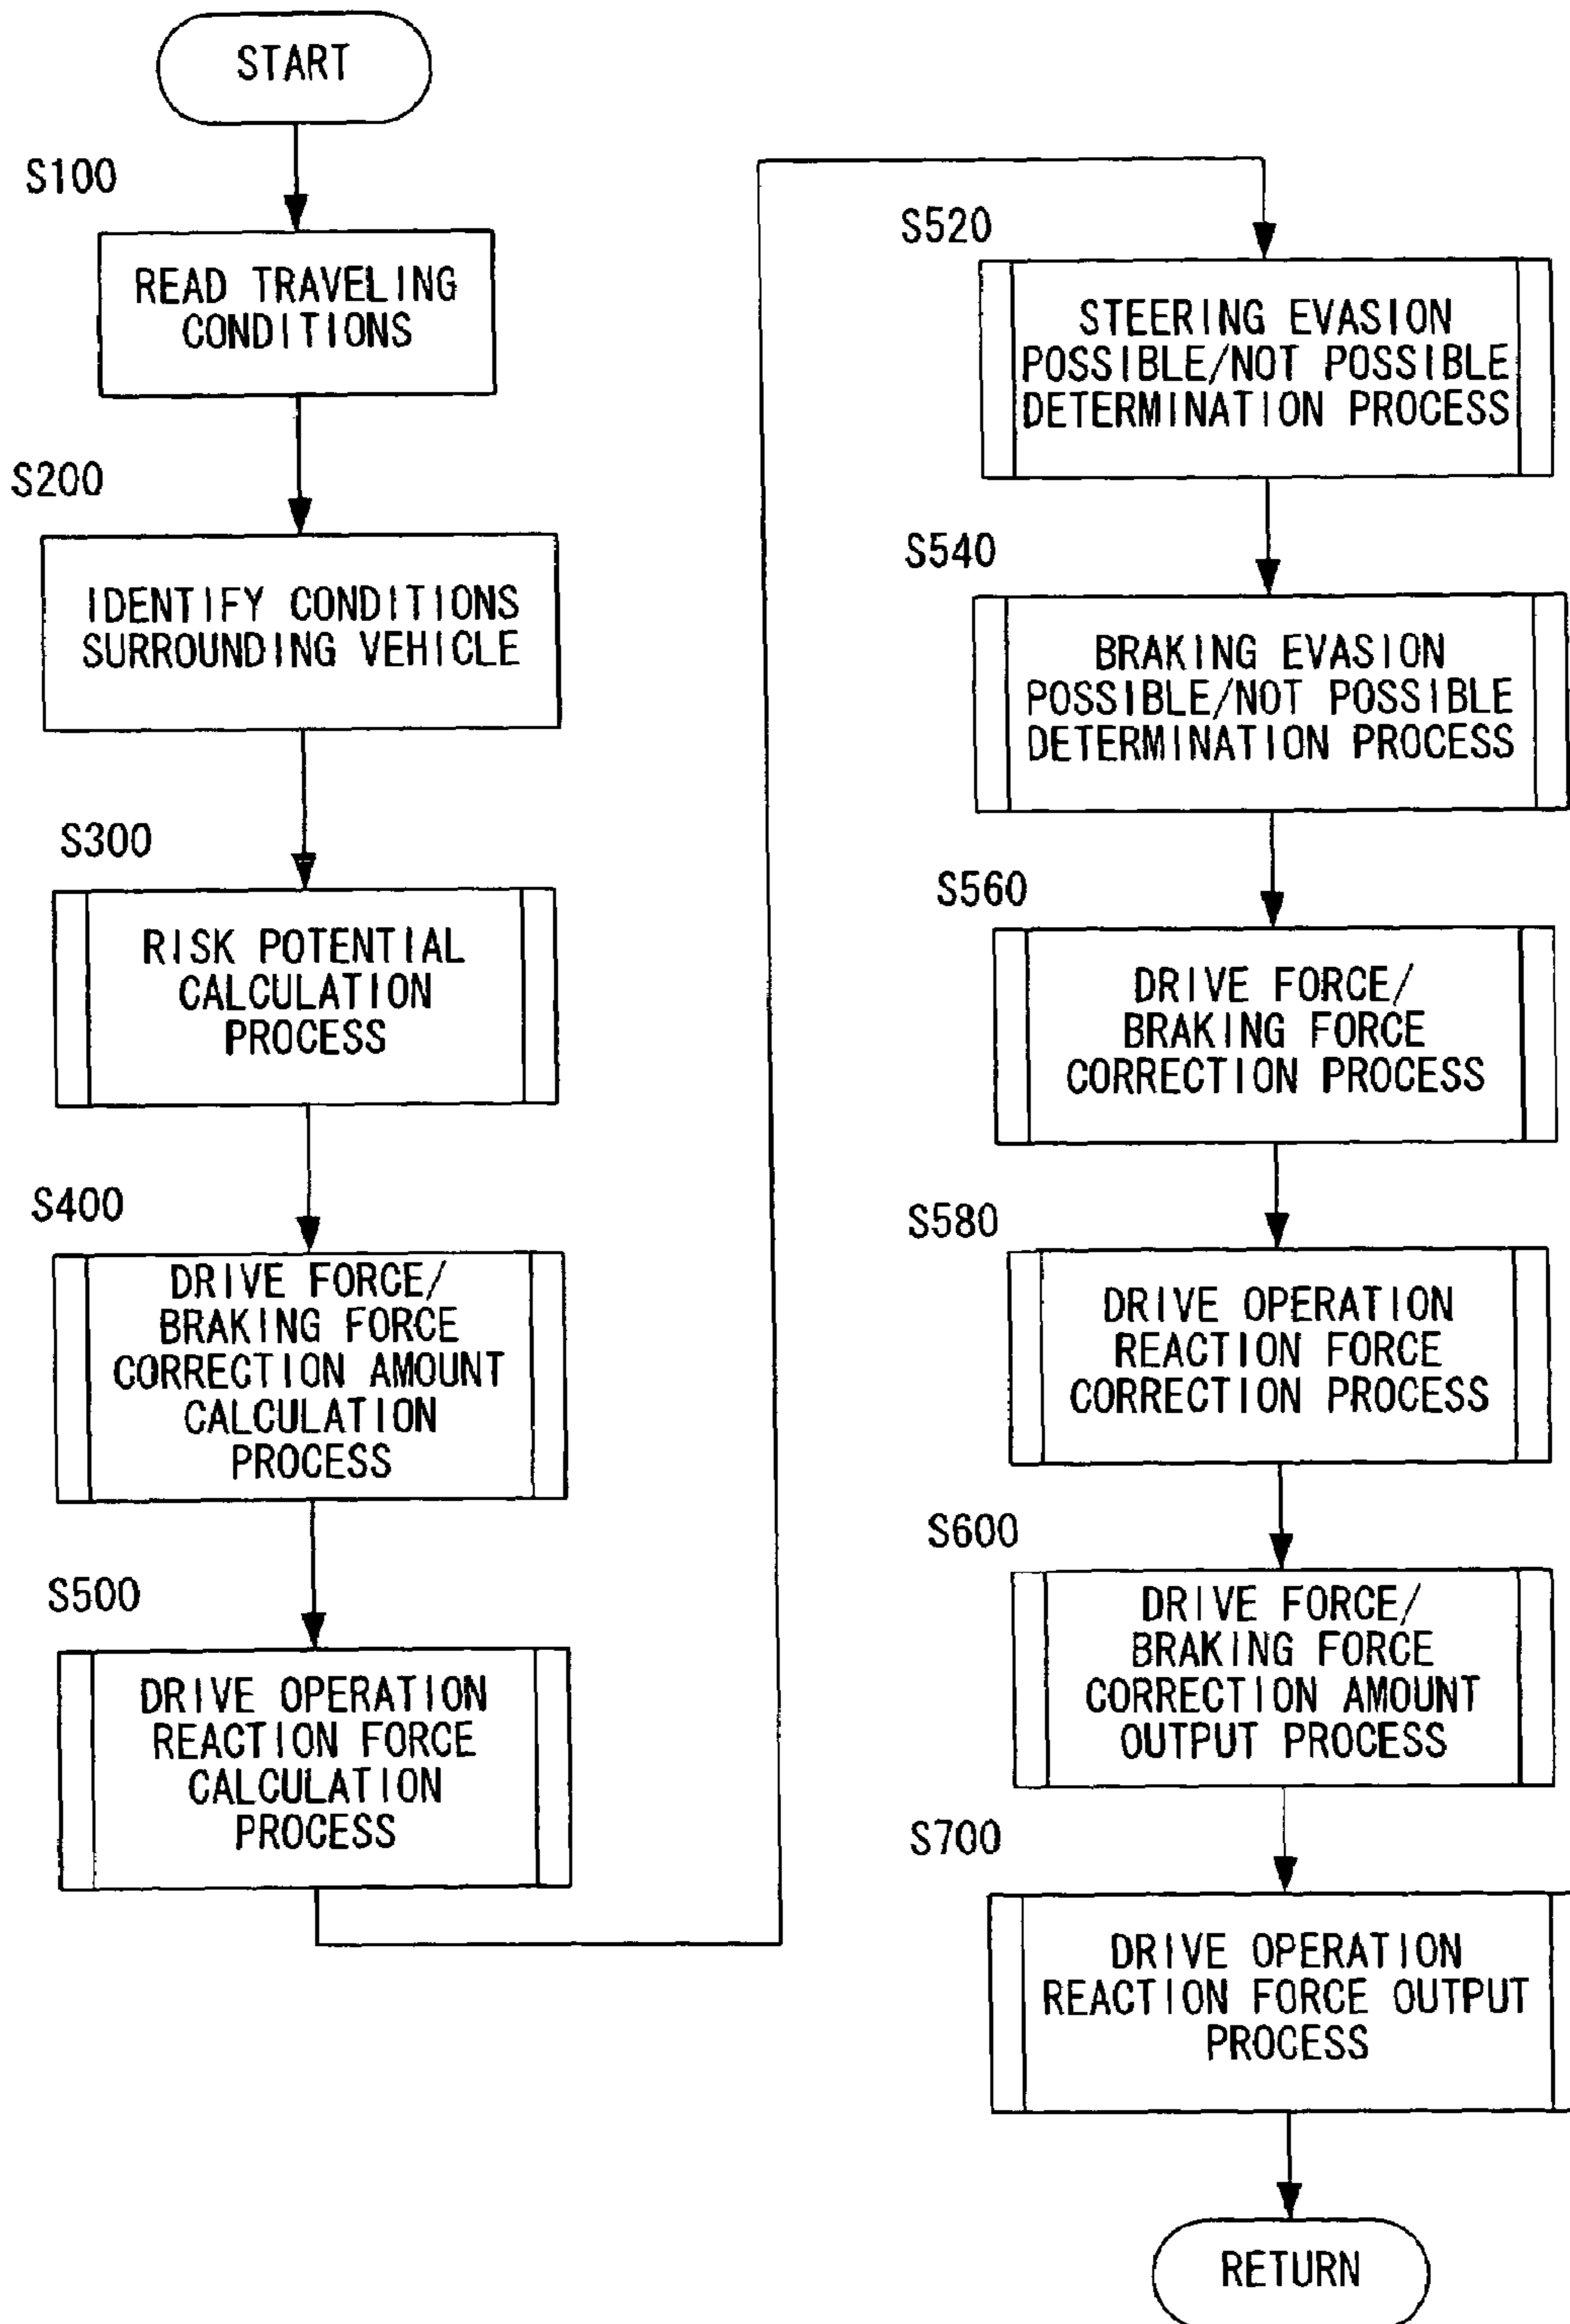 START
S100
READ TRAVELING
CONDITIONS
S200
IDENTIFY CONDITIONS
SURROUNDING VEHICLE
S300
RISK POTENTIAL
CALCULATION
PROCESS
S400
DRIVE FORCE/
BRAKING FORCE
CORRECTION AMOUNT
CALCULATION
PROCESS
S500
DRIVE OPERATION
REACTION FORCE
CALCULATION
PROCESS
S520
STEERING EVASION
POSSIBLE/NOT POSSIBLE
DETERMINATION PROCESS
S540
BRAKING EVASION
POSSIBLE/NOT POSSIBLE
DETERMINATION PROCESS
S560
DRIVE FORCE/
BRAKING FORCE
CORRECTION PROCESS
S580
DRIVE OPERATION
REACTION FORCE
CORRECTION PROCESS
S600
DRIVE FORCE/
BRAKING FORCE
CORRECTION AMOUNT
OUTPUT PROCESS
S700
DRIVE OPERATION
REACTION FORCE OUTPUT
PROCESS
RETURN